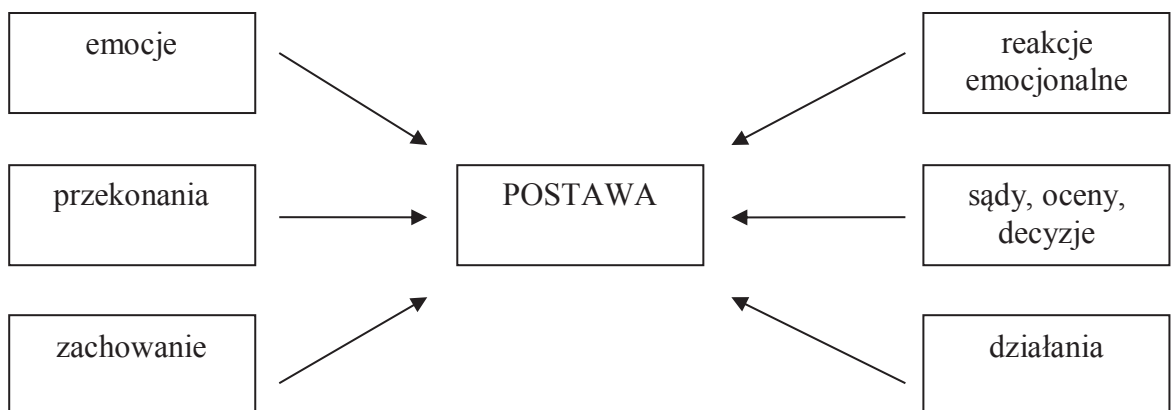 emocje
reakcje
emocjonalne
przekonania
POSTAWA
sądy, oceny,
decyzje
zachowanie
działania